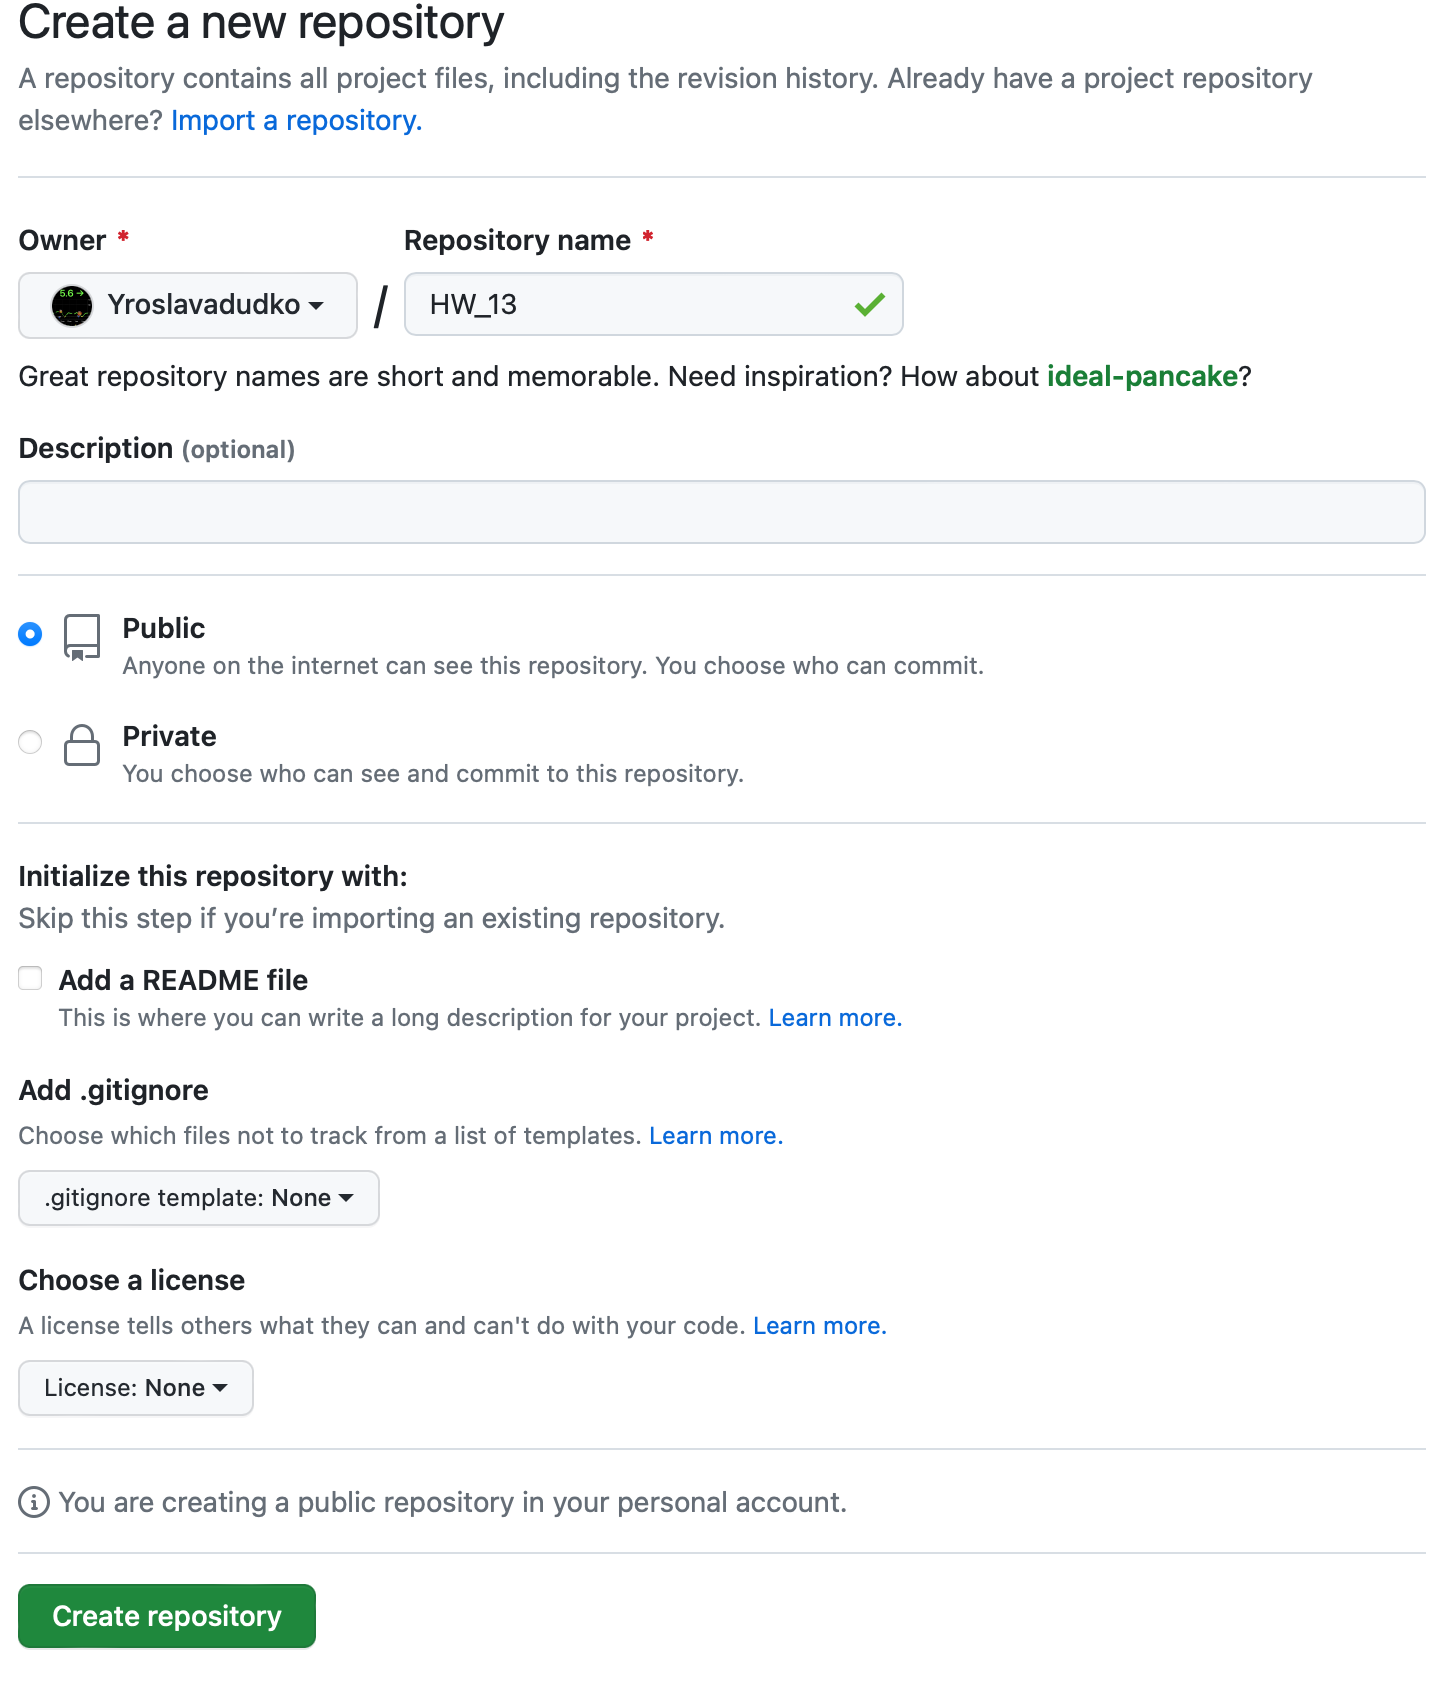 Create a new repository
A repository contains all project files, including the revision history. Already have a project repository
elsewhere? Import a repository.
Owner * Repository name *
5.6 → Yroslavadudko / HW_13
Great repository names are short and memorable. Need inspiration? How about ideal-pancake?
Description (optional)
Public
Anyone on the internet can see this repository. You choose who can commit.
Private
You choose who can see and commit to this repository.
Initialize this repository with:
Skip this step if you’re importing an existing repository.
Add a README file
This is where you can write a long description for your project. Learn more.
Add .gitignore
Choose which files not to track from a list of templates. Learn more.
.gitignore template: None
Choose a license
A license tells others what they can and can't do with your code. Learn more.
License: None
You are creating a public repository in your personal account.
Create repository